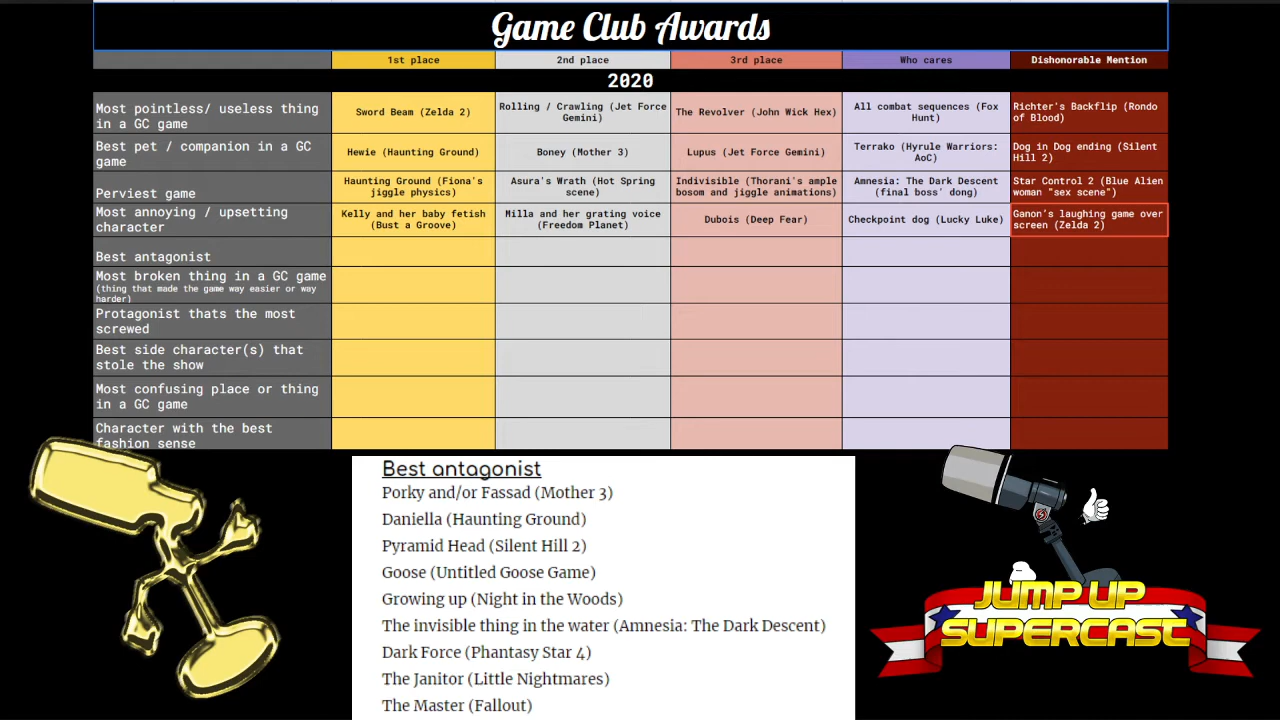 Game Club Awards
1st place
2nd place
3rd place
Who cares
Dishonorable Mention
2020
Most pointless/ useless thing
in a GC game
Sword Beam (Zelda 2)
Rolling / Crawling (Jet Force
Gemini)
The Revolver (John Wick Hex)
All combat sequences (Fox
Hunt)
Richter's Backflip (Rondo
of Blood)
Best pet / companion in a GC
game
Hewie (Haunting Ground)
Boney (Mother 3)
Lupus (Jet Force Gemini)
Terrako (Hyrule Warriors:
AoC)
Dog in Dog ending (Silent
Hill 2)
Perviest game
Haunting Ground (Fiona's
jiggle physics)
Asura's Wrath (Hot Spring
scene)
Indivisible (Thorani's ample
bosom and jiggle animations)
Amnesia: The Dark Descent
(final boss' dong)
Star Control 2 (Blue Alien
woman "sex scene")
Most annoying / upsetting
character
Kelly and her baby fetish
(Bust a Groove)
Milla and her grating voice
(Freedom Planet)
Dubois (Deep Fear)
Checkpoint dog (Lucky Luke)
Ganon's laughing game over
screen (Zelda 2)
Best antagonist
Most broken thing in a GC game
(thing that made the game way easier or way
harder)
Protagonist thats the most
screwed
Best side character(s) that
stole the show
Most confusing place or thing
in a GC game
Character with the best
fashion sense
Best antagonist
Porky and/or Fassad (Mother 3)
Daniella (Haunting Ground)
Pyramid Head (Silent Hill 2)
Goose (Untitled Goose Game)
Growing up (Night in the Woods)
The invisible thing in the water (Amnesia: The Dark Descent)
Dark Force (Phantasy Star 4)
The Janitor (Little Nightmares)
The Master (Fallout)
JUMP UP
SUPERCAST